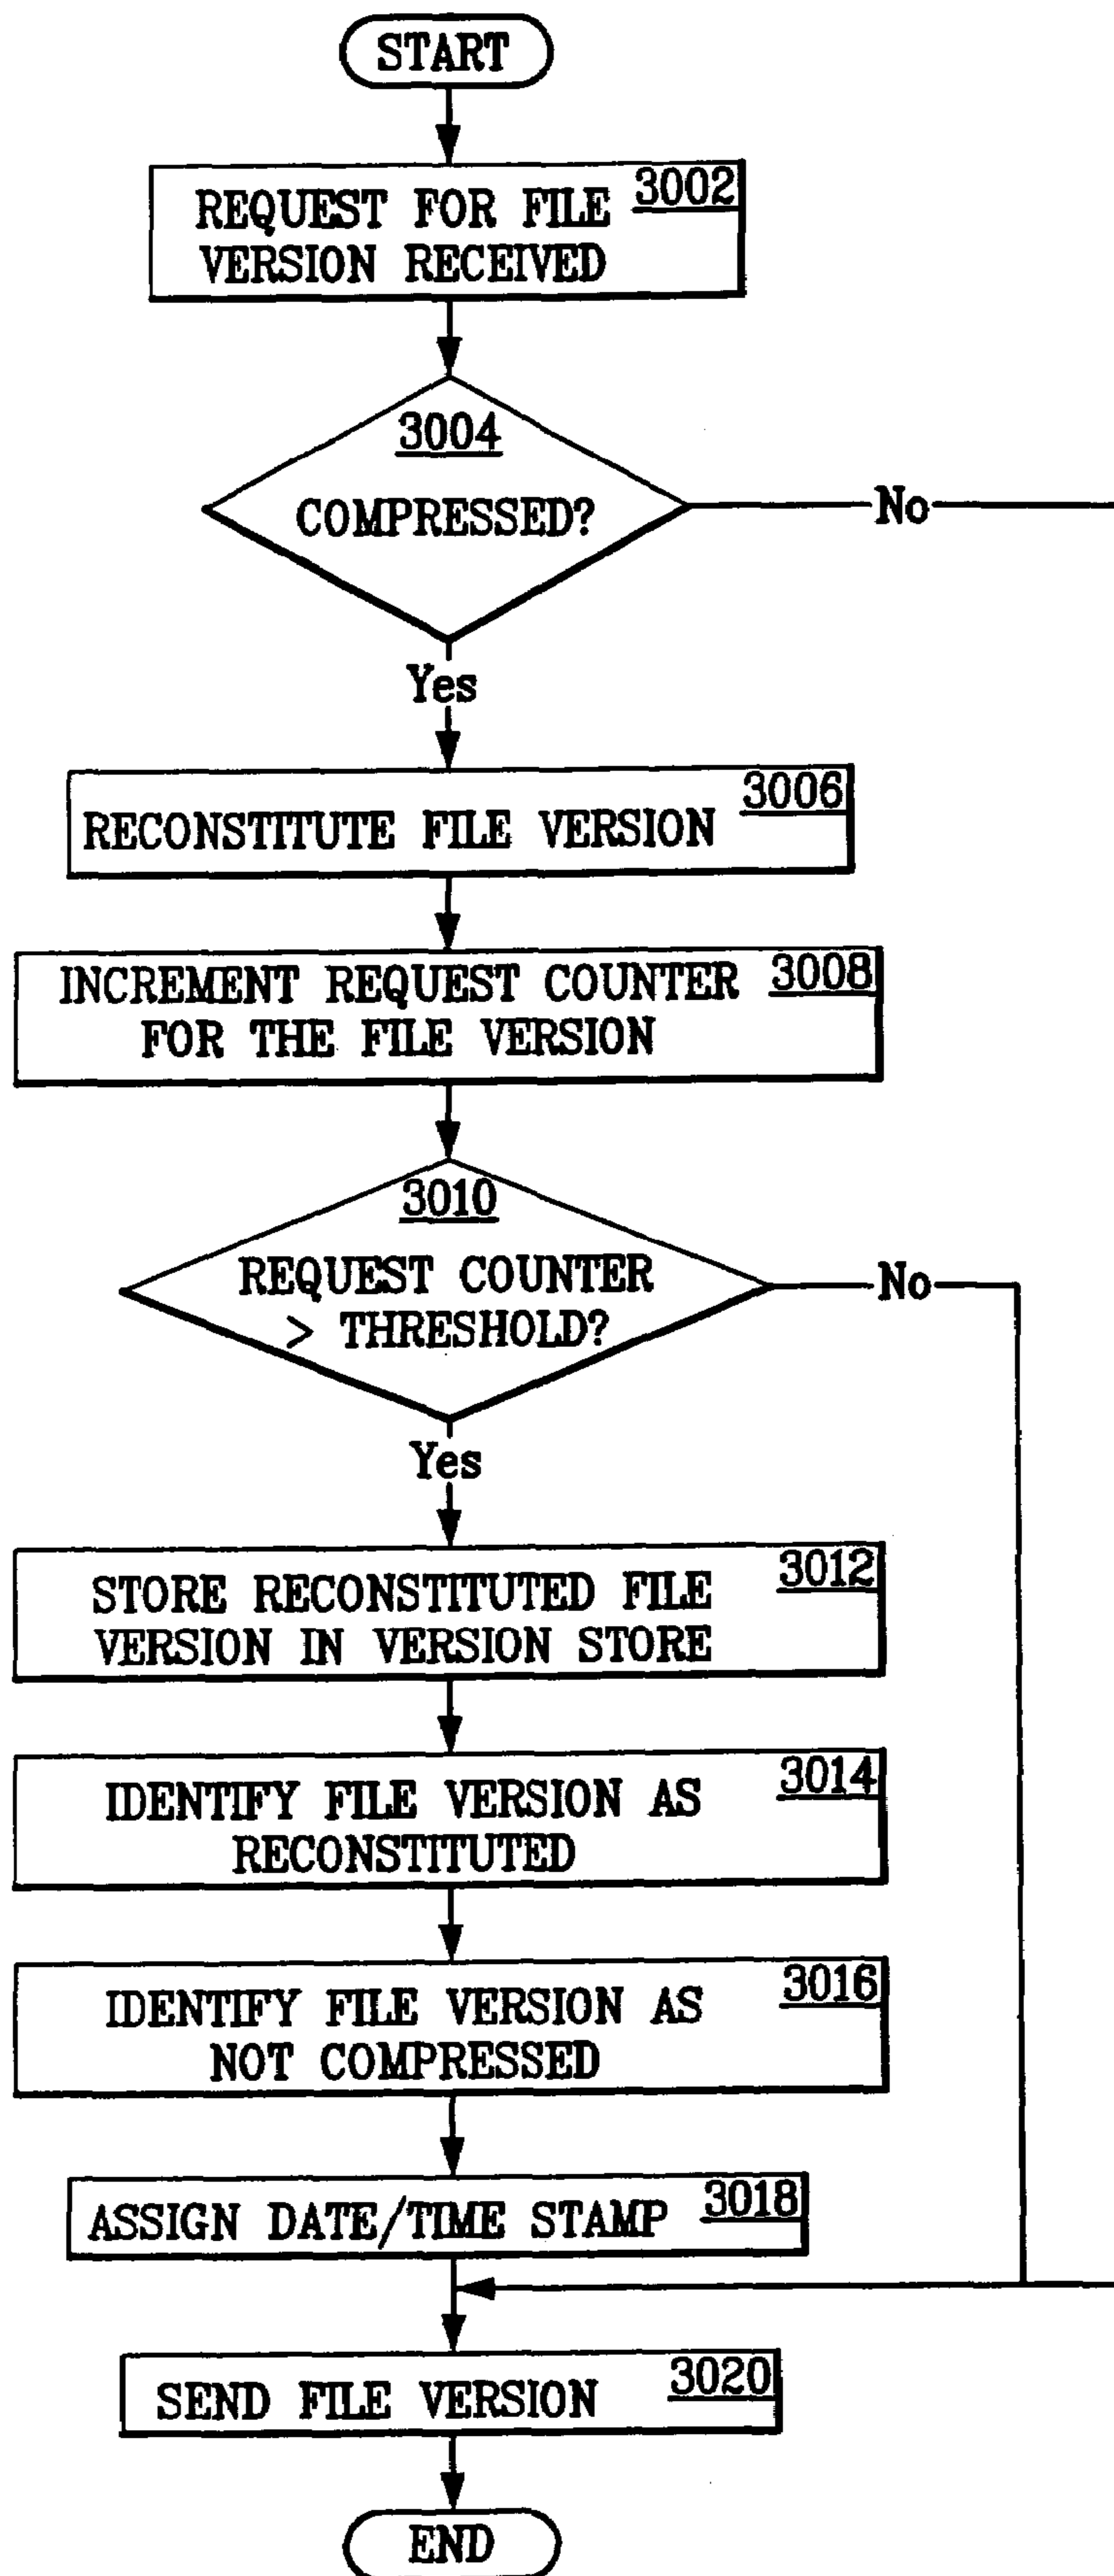 START
3002
REQUEST FOR FILE
VERSION RECEIVED
3004
COMPRESSED?
No
Yes
3006
RECONSTITUTE FILE VERSION
INCREMENT REQUEST COUNTER 3008
FOR THE FILE VERSION
3010
REQUEST COUNTER
> THRESHOLD?
No
Yes
3012
STORE RECONSTITUTED FILE
VERSION IN VERSION STORE
3014
IDENTIFY FILE VERSION AS
RECONSTITUTED
3016
IDENTIFY FILE VERSION AS
NOT COMPRESSED
ASSIGN DATE/TIME STAMP 3018
SEND FILE VERSION 3020
END